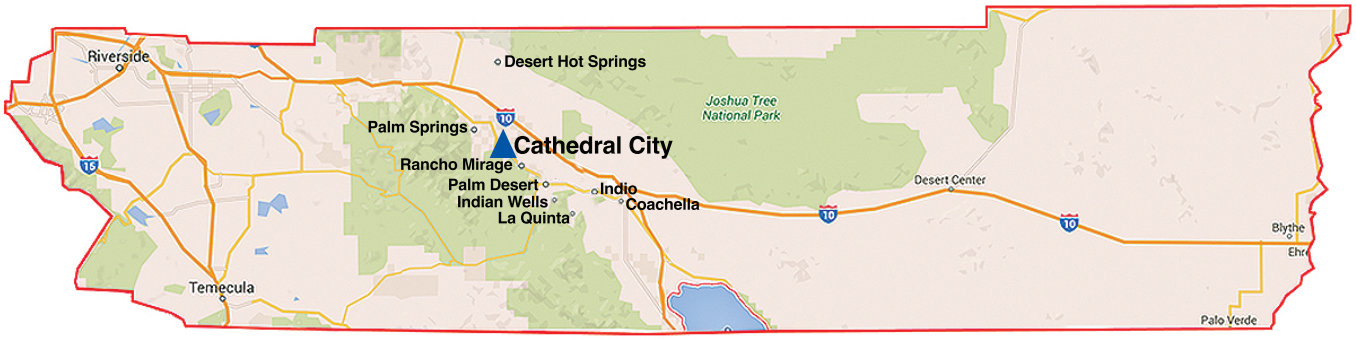 Riverside
Desert Hot Springs
Joshua Tree
National Park
10
Palm Springs
Cathedral City
15
Rancho Mirage
Palm Desert
Indio
Desert Center
Indian Wells
Coachella
La Quinta
10
10
Blythe
Ehre
Temecula
Palo Verde